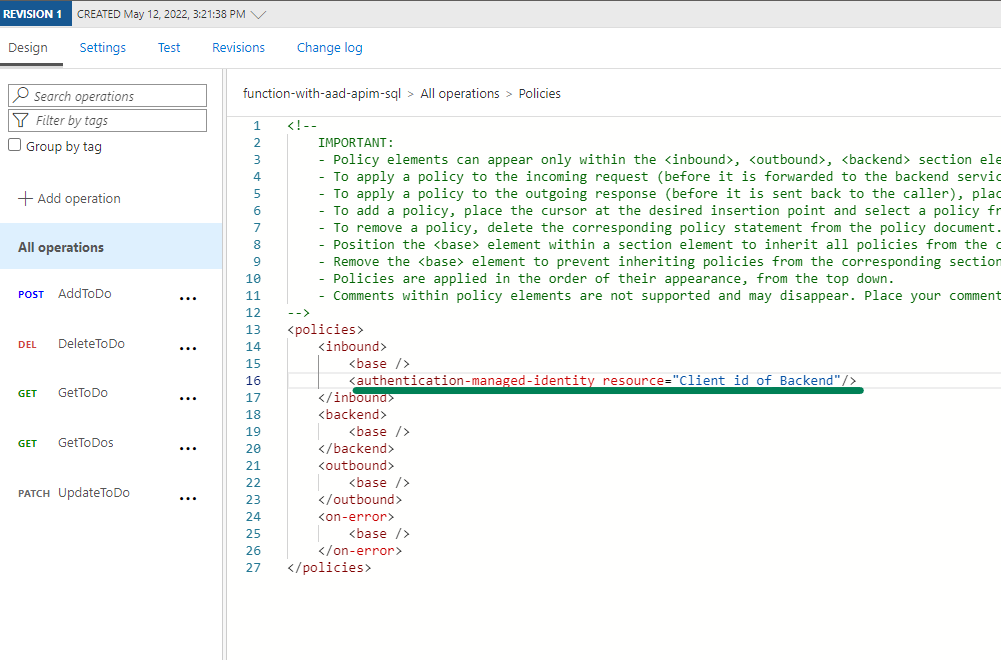 REVISION 1 CREATED May 12, 2022, 3:21:38 PM
Design Settings Test Revisions Change log
Search operations
Filter by tags
Group by tag
Add operation
All operations
POST AddToDo ...
DEL DeleteToDo ...
GET GetToDo ...
GET GetToDos ...
PATCH UpdateToDo ...
function-with-aad-apim-sql > All operations > Policies
1 <!--
2 IMPORTANT:
3 - Policy elements can appear only within the <inbound>, <outbound>, <backend> section ele
4 - To apply a policy to the incoming request (before it is forwarded to the backend servic
5 - To apply a policy to the outgoing response (before it is sent back to the caller), plac
6 - To add a policy, place the cursor at the desired insertion point and select a policy fr
7 - To remove a policy, delete the corresponding policy statement from the policy document.
8 - Position the <base> element within a section element to inherit all policies from the c
9 - Remove the <base> element to prevent inheriting policies from the corresponding section
10 - Policies are applied in the order of their appearance, from the top down.
11 - Comments within policy elements are not supported and may disappear. Place your comment
12 -->
13 <policies>
14 <inbound>
15 <base />
16 <authentication-managed-identity resource="Client id of Backend"/>
17 </inbound>
18 <backend>
19 <base />
20 </backend>
21 <outbound>
22 <base />
23 </outbound>
24 <on-error>
25 <base />
26 </on-error>
27 </policies>